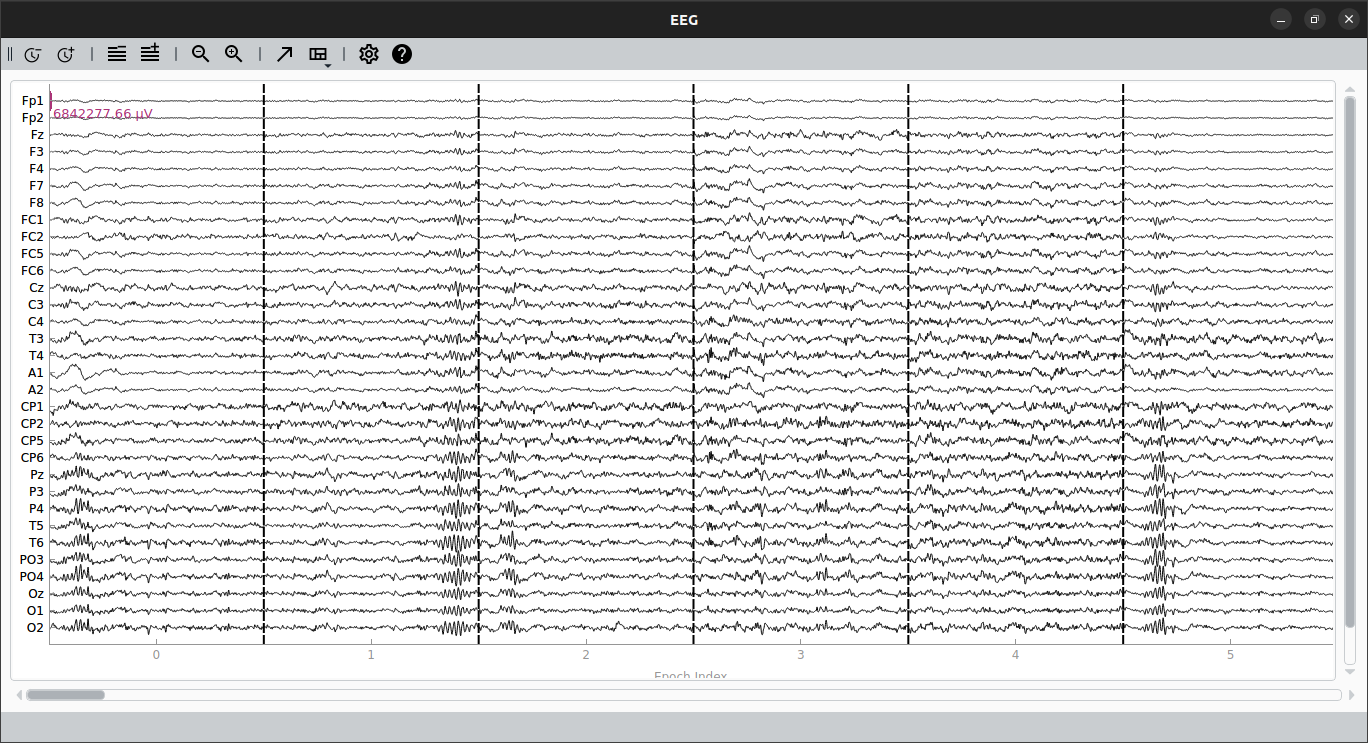 EEG
Fp1
6842277.66 µV
Fp2
Fz
F3
F4
F7
F8
FC1
FC2
FC5
FC6
Cz
C3
C4
T3
T4
A1
A2
CP1
CP2
CP5
CP6
Pz
P3
P4
T5
T6
PO3
PO4
Oz
O1
O2
0 1 2 3 4 5
Epoch Index